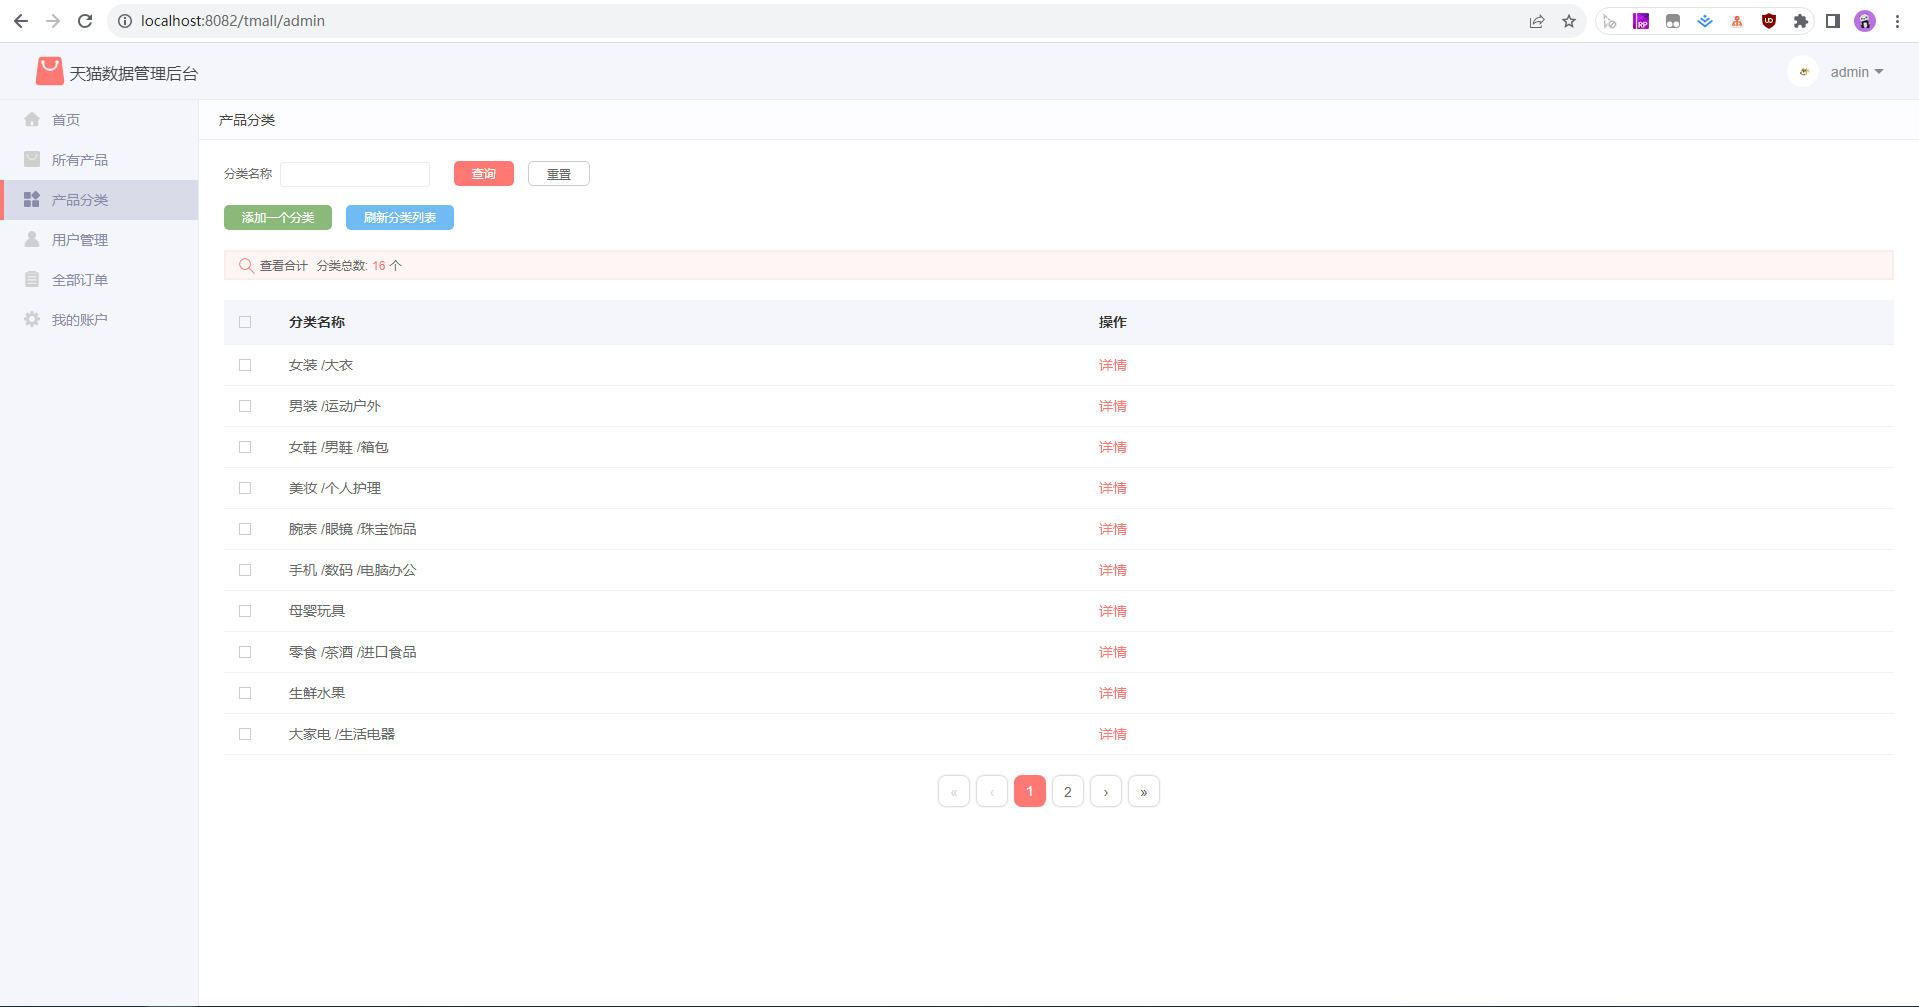 localhost:8082/tmall/admin
天猫数据管理后台
admin
首页
所有产品
产品分类
用户管理
全部订单
我的账户
产品分类
分类名称 查询 重置
添加一个分类 刷新分类列表
查看合计 分类总数: 16 个
分类名称 操作
女装 /大衣 详情
男装 /运动户外 详情
女鞋 /男鞋 /箱包 详情
美妆 /个人护理 详情
腕表 /眼镜 /珠宝饰品 详情
手机 /数码 /电脑办公 详情
母婴玩具 详情
零食 /茶酒 /进口食品 详情
生鲜水果 详情
大家电 /生活电器 详情
« ‹ 1 2 › »